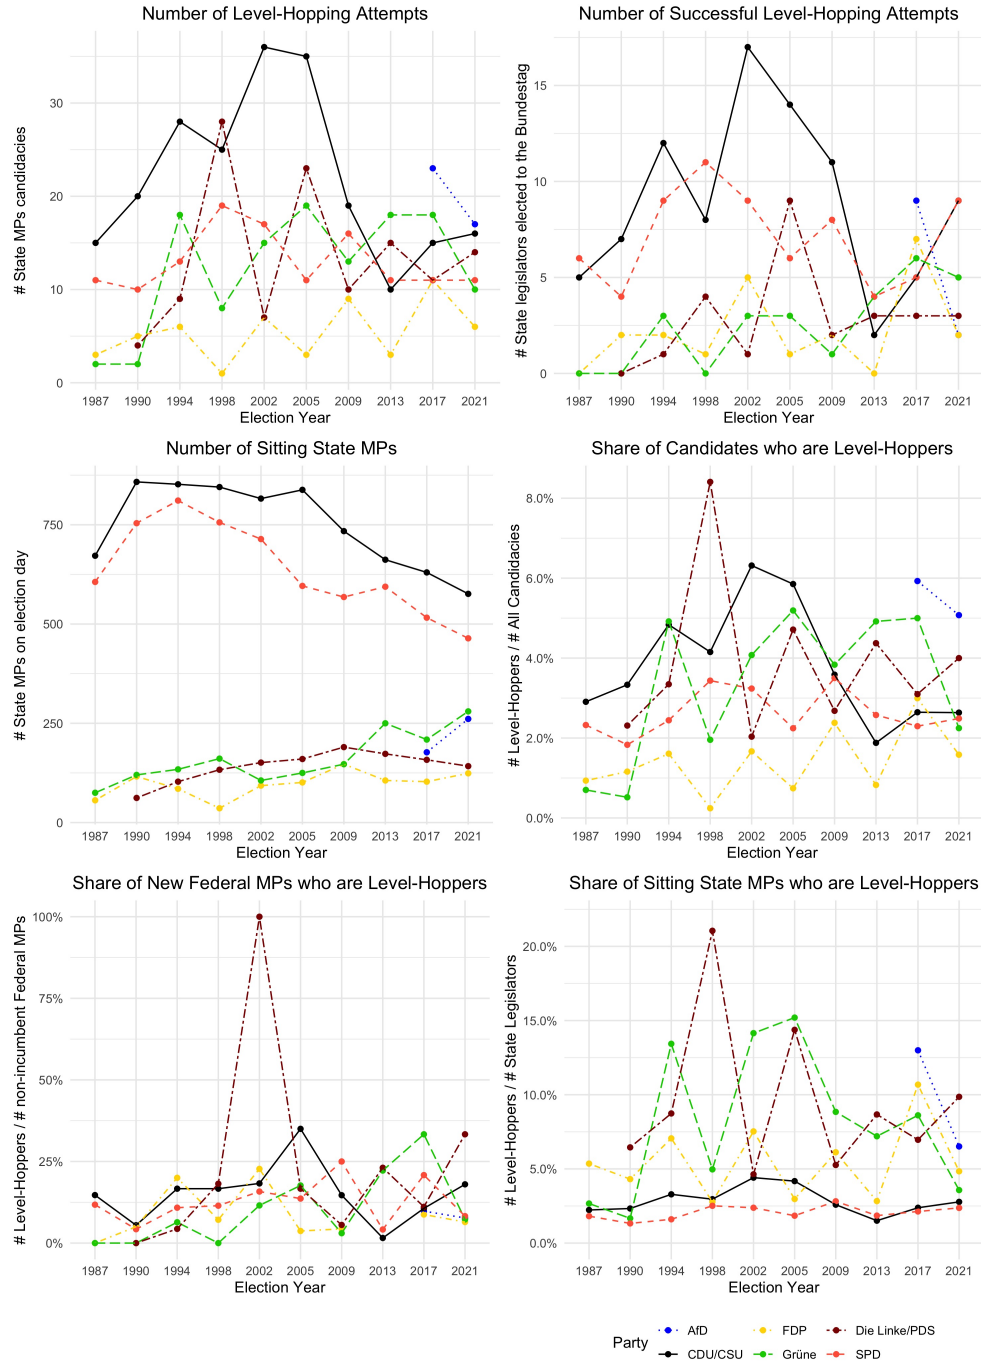 Number of Level-Hopping Attempts
# State MPs candidacies
30
20
10
0
1987 1990 1994 1998 2002 2005 2009 2013 2017 2021
Election Year
Number of Successful Level-Hopping Attempts
# State legislators elected to the Bundestag
15
10
5
0
1987 1990 1994 1998 2002 2005 2009 2013 2017 2021
Election Year
Number of Sitting State MPs
# State MPs on election day
750
500
250
0
1987 1990 1994 1998 2002 2005 2009 2013 2017 2021
Election Year
Share of Candidates who are Level-Hoppers
# Level-Hoppers / # All Candidacies
8.0%
6.0%
4.0%
2.0%
0.0%
1987 1990 1994 1998 2002 2005 2009 2013 2017 2021
Election Year
Share of New Federal MPs who are Level-Hoppers
# Level-Hoppers / # non-incumbent Federal MPs
100%
75%
50%
25%
0%
1987 1990 1994 1998 2002 2005 2009 2013 2017 2021
Election Year
Share of Sitting State MPs who are Level-Hoppers
# Level-Hoppers / # State Legislators
20.0%
15.0%
10.0%
5.0%
0.0%
1987 1990 1994 1998 2002 2005 2009 2013 2017 2021
Election Year
Party
AfD FDP Die Linke/PDS
CDU/CSU Grüne SPD